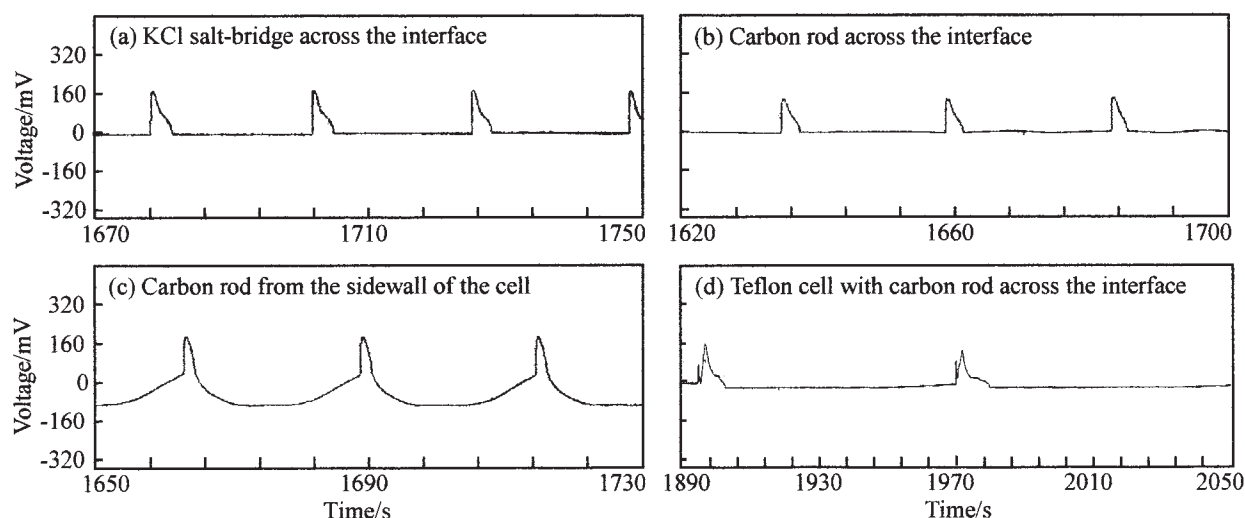 (a) KCl salt-bridge across the interface
320
160
0
-160
-320
Voltage/mV
1670 1710 1750
(b) Carbon rod across the interface
1620 1660 1700
(c) Carbon rod from the sidewall of the cell
320
160
0
-160
-320
Voltage/mV
1650 1690 1730
Time/s
(d) Teflon cell with carbon rod across the interface
1890 1930 1970 2010 2050
Time/s